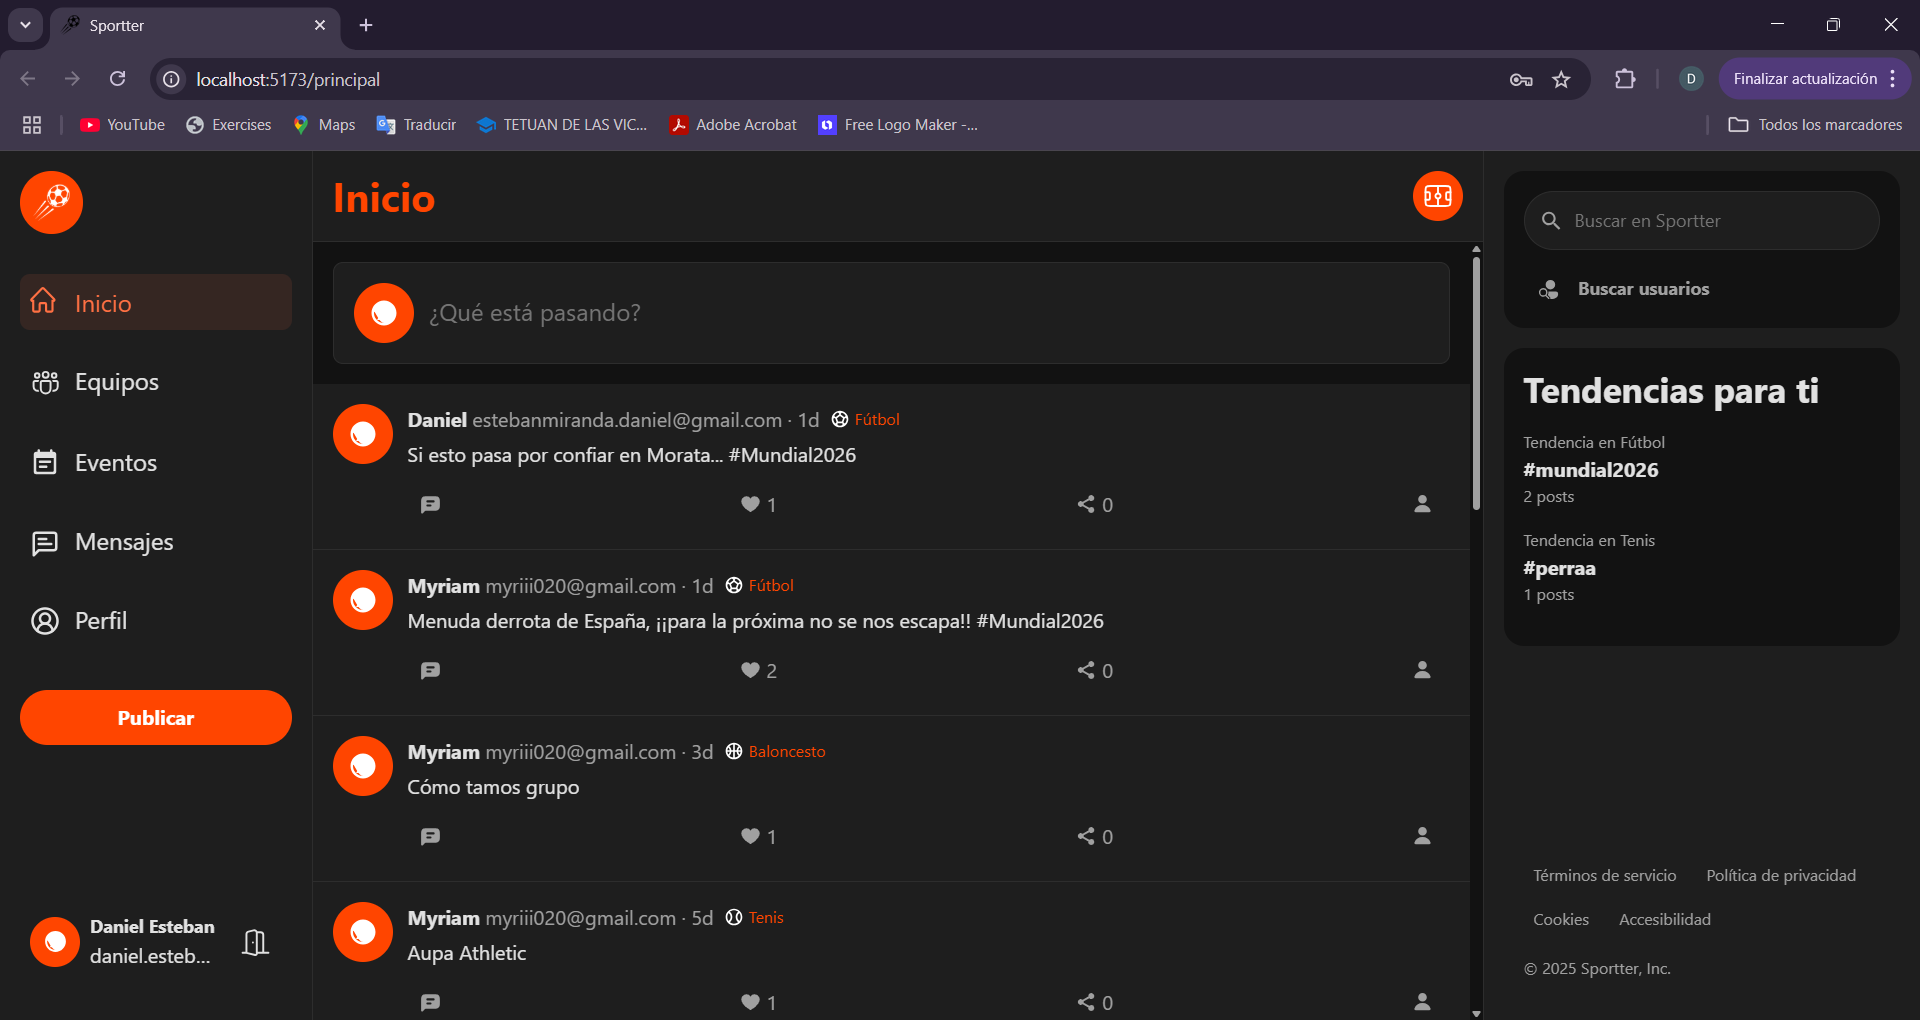 Sportter
localhost:5173/principal
D
Finalizar actualización
YouTube
Exercises
Maps
Traducir
TETUAN DE LAS VIC...
Adobe Acrobat
Free Logo Maker -...
Todos los marcadores
Inicio
Equipos
Eventos
Mensajes
Perfil
Publicar
Daniel Esteban
daniel.esteb...
Inicio
¿Qué está pasando?
Daniel estebanmiranda.daniel@gmail.com · 1d Fútbol
Si esto pasa por confiar en Morata... #Mundial2026
1 0
Myriam myriii020@gmail.com · 1d Fútbol
Menuda derrota de España, ¡¡para la próxima no se nos escapa!! #Mundial2026
2 0
Myriam myriii020@gmail.com · 3d Baloncesto
Cómo tamos grupo
1 0
Myriam myriii020@gmail.com · 5d Tenis
Aupa Athletic
1 0
Buscar en Sportter
Buscar usuarios
Tendencias para ti
Tendencia en Fútbol
#mundial2026
2 posts
Tendencia en Tenis
#perraa
1 posts
Términos de servicio Política de privacidad
Cookies Accesibilidad
© 2025 Sportter, Inc.